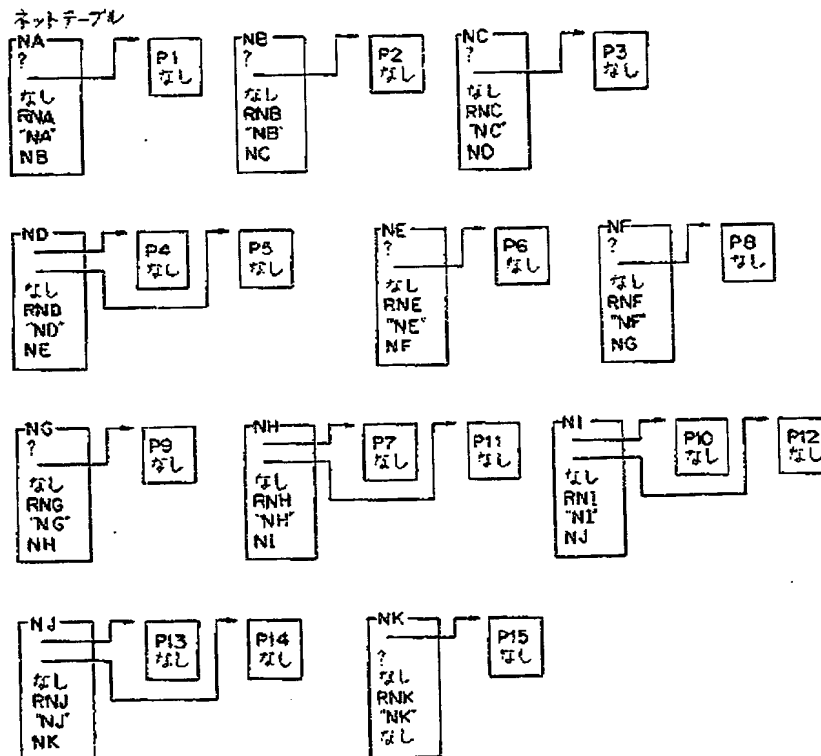 ネットテーブル
NA
?
なし
RNA
"NA"
NB
P1
なし
NB
?
なし
RNB
"NB"
NC
P2
なし
NC
?
なし
RNC
"NC"
ND
P3
なし
ND
なし
RND
"ND"
NE
P4
なし
P5
なし
NE
?
なし
RNE
"NE"
NF
P6
なし
NF
?
なし
RNF
"NF"
NG
P8
なし
NG
?
なし
RNG
"NG"
NH
P9
なし
NH
なし
RNH
"NH"
NI
P7
なし
P11
なし
NI
なし
RNI
"NI"
NJ
P10
なし
P12
なし
NJ
なし
RNJ
"NJ"
NK
P13
なし
P14
なし
NK
?
なし
RNK
"NK"
なし
P15
なし